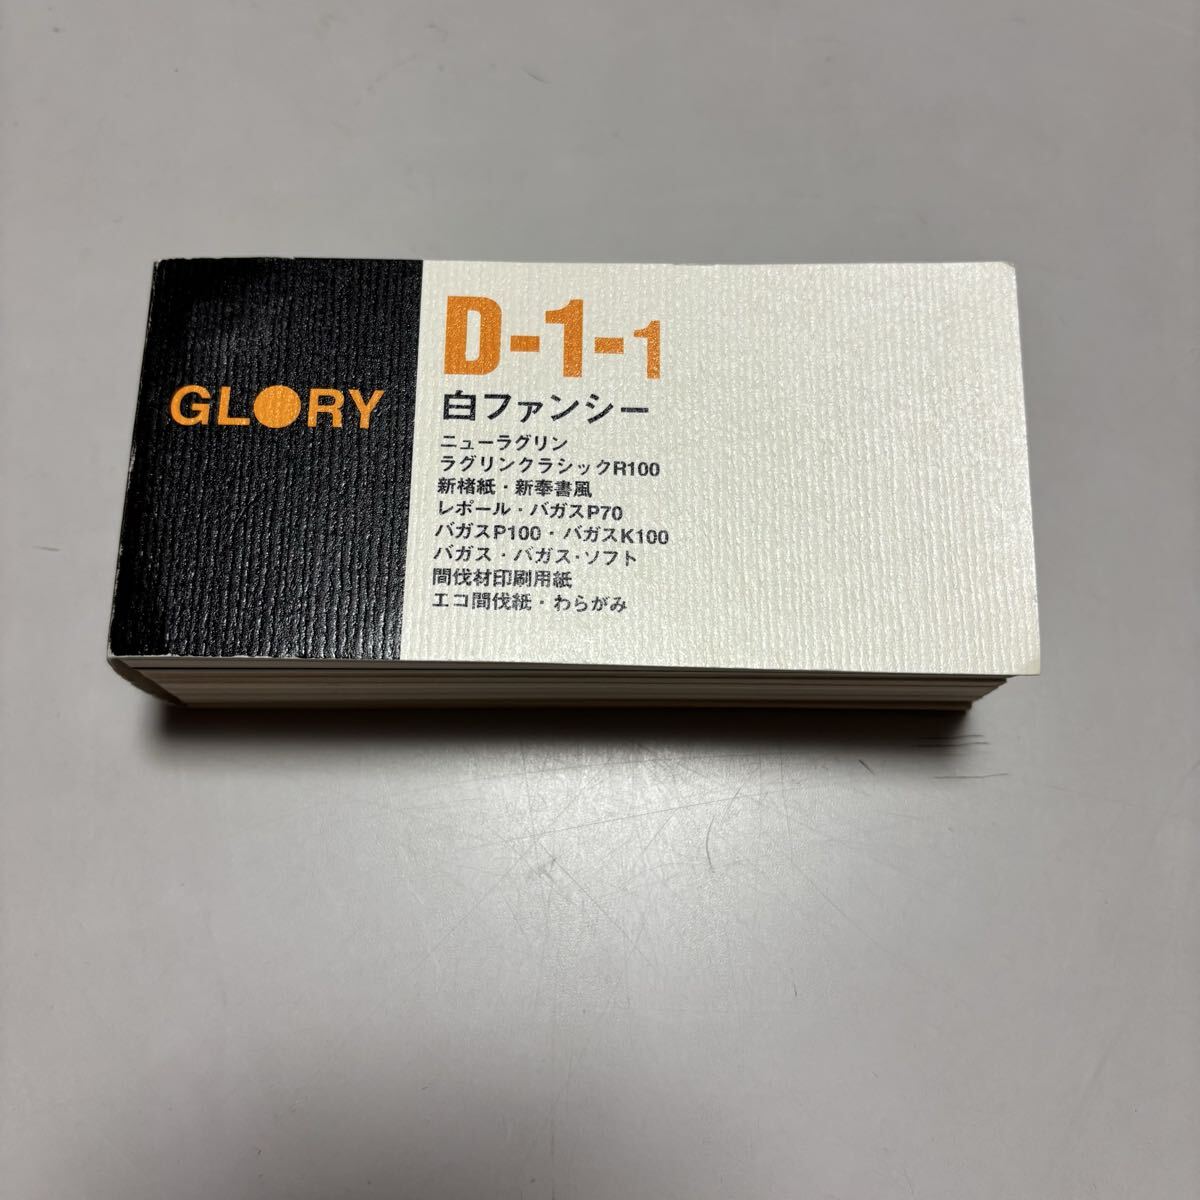 GLORY
D-1-1
白ファンシー
ニューラグリン
ラグリンクラシックR100
新楮紙・新奉書風
レポール・バガスP70
バガスP100・バガスK100
バガス・バガス・ソフト
間伐材印刷用紙
エコ間伐紙・わらがみ